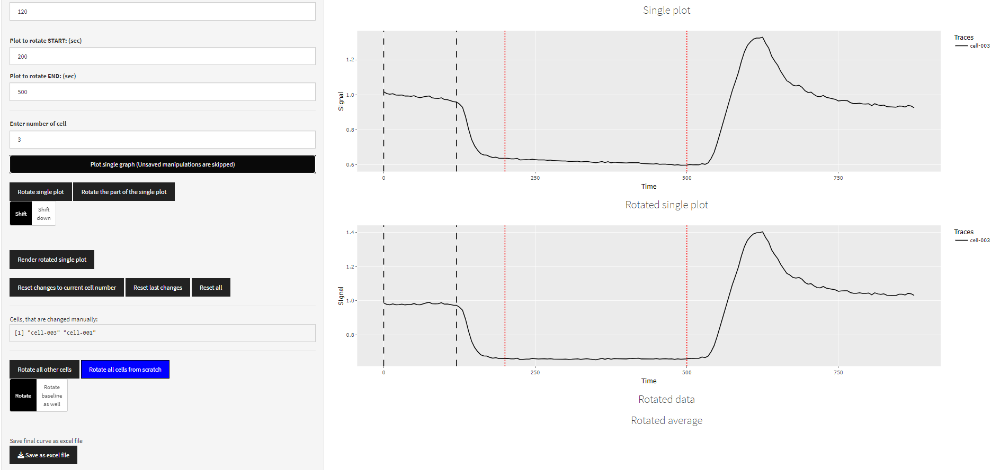 120
Plot to rotate START: (sec)
200
Plot to rotate END: (sec)
500
Enter number of cell
3
Plot single graph (Unsaved manipulations are skipped)
Rotate single plot
Rotate the part of the single plot
Shift
Shift
down
Render rotated single plot
Reset changes to current cell number
Reset last changes
Reset all
Cells, that are changed manually:
[1] "cell-003" "cell-001"
Rotate all other cells
Rotate all cells from scratch
Rotate
Rotate
baseline
as well
Save final curve as excel file
Save as excel file
Single plot
1.2
1.0
0.8
0.6
SIgnal
0
250
500
750
Time
Traces
cell-003
Rotated single plot
1.4
1.2
1.0
0.8
SIgnal
0
250
500
750
Time
Traces
cell-003
Rotated data
Rotated average